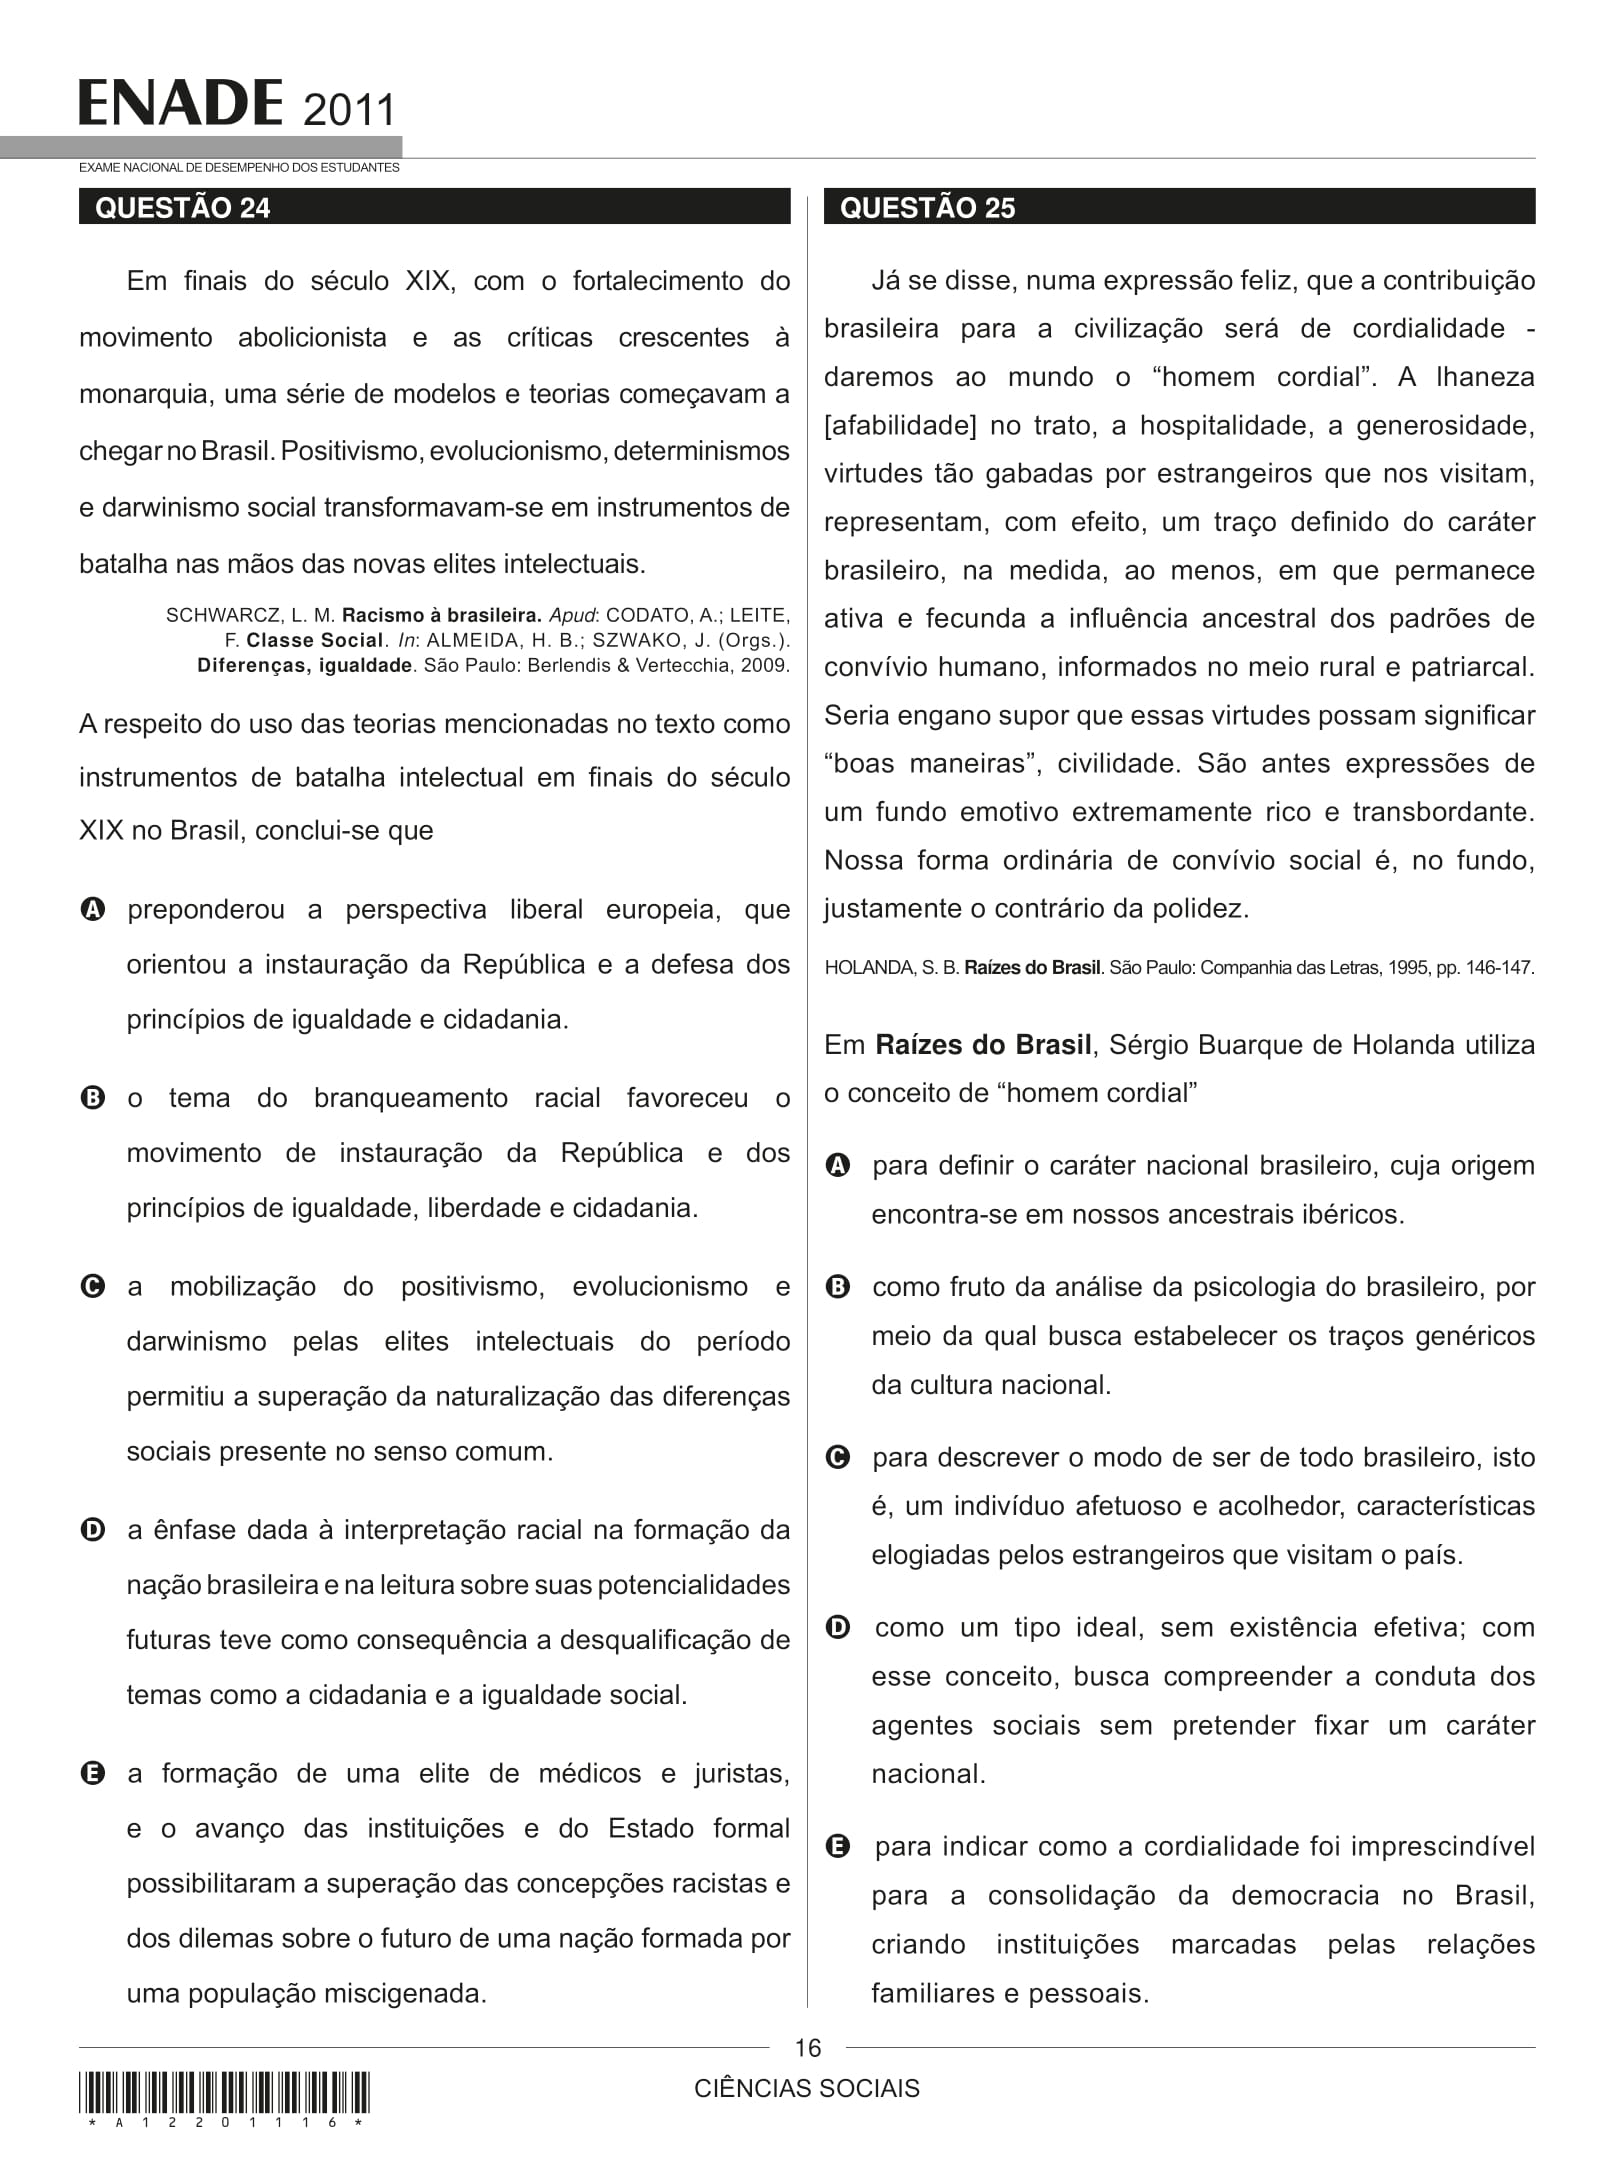 ENADE 2011
EXAME NACIONAL DE DESEMPENHO DOS ESTUDANTES
QUESTÃO 24
Em finais do século XIX, com o fortalecimento do
movimento abolicionista e as críticas crescentes à
monarquia, uma série de modelos e teorias começavam a
chegar no Brasil. Positivismo, evolucionismo, determinismos
e darwinismo social transformavam-se em instrumentos de
batalha nas mãos das novas elites intelectuais.
SCHWARCZ, L. M. Racismo à brasileira. Apud: CODATO, A.; LEITE,
F. Classe Social. In: ALMEIDA, H. B.; SZWAKO, J. (Orgs.).
Diferenças, igualdade. São Paulo: Berlendis & Vertecchia, 2009.
A respeito do uso das teorias mencionadas no texto como
instrumentos de batalha intelectual em finais do século
XIX no Brasil, conclui-se que
A preponderou a perspectiva liberal europeia, que
orientou a instauração da República e a defesa dos
princípios de igualdade e cidadania.
B o tema do branqueamento racial favoreceu o
movimento de instauração da República e dos
princípios de igualdade, liberdade e cidadania.
C a mobilização do positivismo, evolucionismo e
darwinismo pelas elites intelectuais do período
permitiu a superação da naturalização das diferenças
sociais presente no senso comum.
D a ênfase dada à interpretação racial na formação da
nação brasileira e na leitura sobre suas potencialidades
futuras teve como consequência a desqualificação de
temas como a cidadania e a igualdade social.
E a formação de uma elite de médicos e juristas,
e o avanço das instituições e do Estado formal
possibilitaram a superação das concepções racistas e
dos dilemas sobre o futuro de uma nação formada por
uma população miscigenada.
QUESTÃO 25
Já se disse, numa expressão feliz, que a contribuição
brasileira para a civilização será de cordialidade -
daremos ao mundo o “homem cordial”. A lhaneza
[afabilidade] no trato, a hospitalidade, a generosidade,
virtudes tão gabadas por estrangeiros que nos visitam,
representam, com efeito, um traço definido do caráter
brasileiro, na medida, ao menos, em que permanece
ativa e fecunda a influência ancestral dos padrões de
convívio humano, informados no meio rural e patriarcal.
Seria engano supor que essas virtudes possam significar
“boas maneiras”, civilidade. São antes expressões de
um fundo emotivo extremamente rico e transbordante.
Nossa forma ordinária de convívio social é, no fundo,
justamente o contrário da polidez.
HOLANDA, S. B. Raízes do Brasil. São Paulo: Companhia das Letras, 1995, pp. 146-147.
Em Raízes do Brasil, Sérgio Buarque de Holanda utiliza
o conceito de “homem cordial”
A para definir o caráter nacional brasileiro, cuja origem
encontra-se em nossos ancestrais ibéricos.
B como fruto da análise da psicologia do brasileiro, por
meio da qual busca estabelecer os traços genéricos
da cultura nacional.
C para descrever o modo de ser de todo brasileiro, isto
é, um indivíduo afetuoso e acolhedor, características
elogiadas pelos estrangeiros que visitam o país.
D como um tipo ideal, sem existência efetiva; com
esse conceito, busca compreender a conduta dos
agentes sociais sem pretender fixar um caráter
nacional.
E para indicar como a cordialidade foi imprescindível
para a consolidação da democracia no Brasil,
criando instituições marcadas pelas relações
familiares e pessoais.
16
CIÊNCIAS SOCIAIS
* A 1 2 2 0 1 1 1 6 *